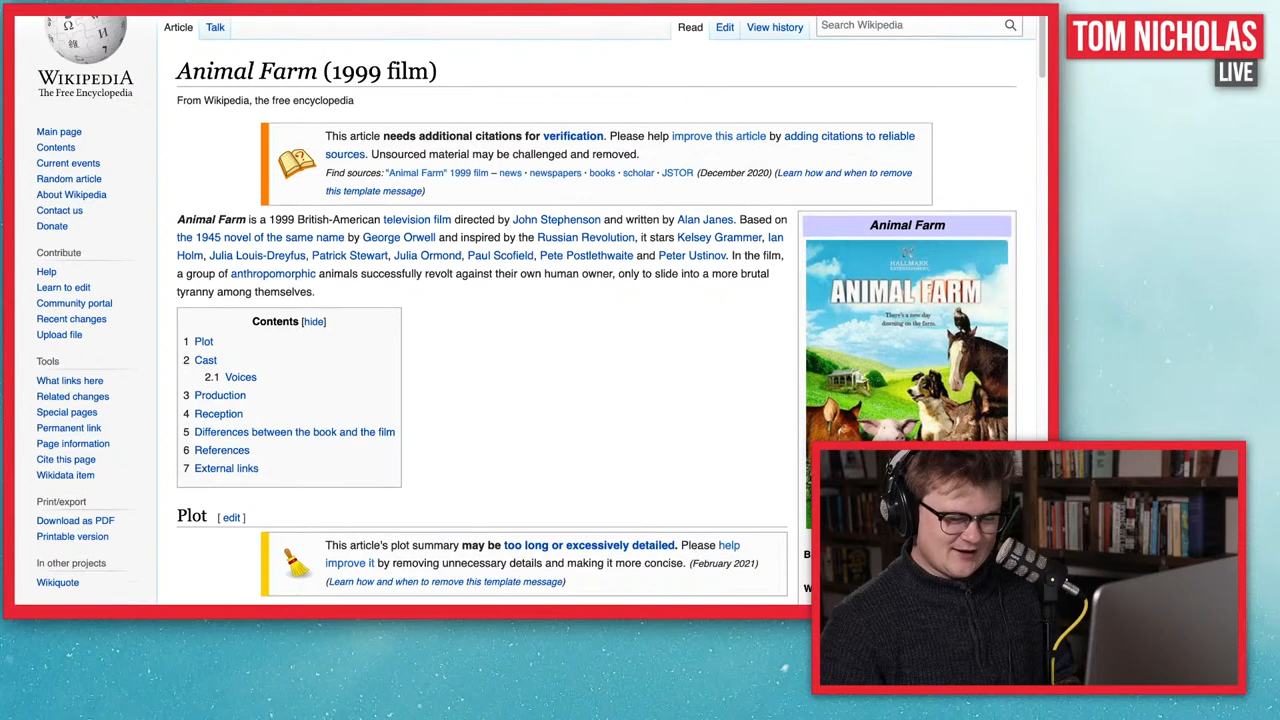 TOM NICHOLAS
LIVE
WIKIPEDIA
The Free Encyclopedia
Main page
Contents
Current events
Random article
About Wikipedia
Contact us
Donate
Contribute
Help
Learn to edit
Community portal
Recent changes
Upload file
Tools
What links here
Related changes
Special pages
Permanent link
Page information
Cite this page
Wikidata item
Print/export
Download as PDF
Printable version
In other projects
Wikiquote
Article Talk Read Edit View history Search Wikipedia
Animal Farm (1999 film)
From Wikipedia, the free encyclopedia
This article needs additional citations for verification. Please help improve this article by adding citations to reliable
sources. Unsourced material may be challenged and removed.
Find sources: "Animal Farm" 1999 film – news · newspapers · books · scholar · JSTOR (December 2020) (Learn how and when to remove
this template message)
Animal Farm is a 1999 British-American television film directed by John Stephenson and written by Alan Janes. Based on
the 1945 novel of the same name by George Orwell and inspired by the Russian Revolution, it stars Kelsey Grammer, Ian
Holm, Julia Louis-Dreyfus, Patrick Stewart, Julia Ormond, Paul Scofield, Pete Postlethwaite and Peter Ustinov. In the film,
a group of anthropomorphic animals successfully revolt against their own human owner, only to slide into a more brutal
tyranny among themselves.
Contents [hide]
1 Plot
2 Cast
2.1 Voices
3 Production
4 Reception
5 Differences between the book and the film
6 References
7 External links
Plot [ edit ]
This article's plot summary may be too long or excessively detailed. Please help
improve it by removing unnecessary details and making it more concise. (February 2021)
(Learn how and when to remove this template message)
Animal Farm
HALLMARK
ENTERTAINMENT
ANIMAL FARM
There's a new day
dawning on the farm.